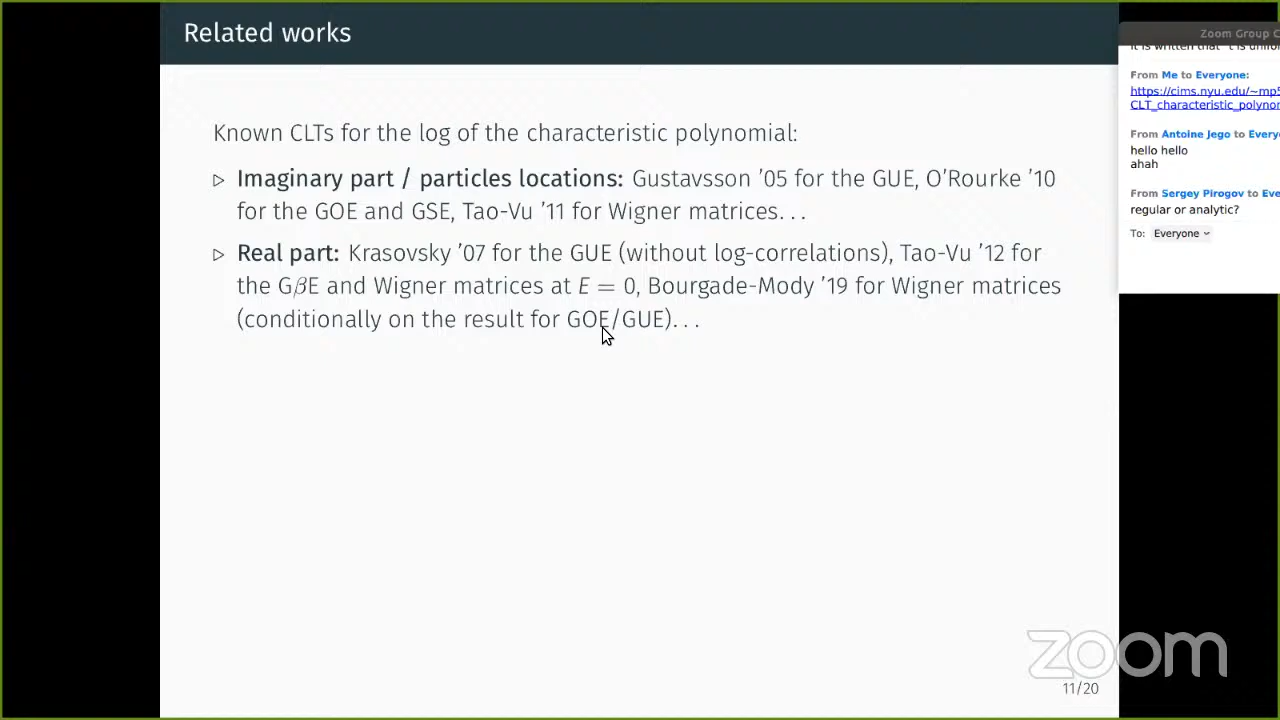 Related works
Known CLTs for the log of the characteristic polynomial:
▷ Imaginary part / particles locations: Gustavsson ’05 for the GUE, O’Rourke ’10
for the GOE and GSE, Tao-Vu ’11 for Wigner matrices...
▷ Real part: Krasovsky ’07 for the GUE (without log-correlations), Tao-Vu ’12 for
the GβE and Wigner matrices at E = 0, Bourgade-Mody ’19 for Wigner matrices
(conditionally on the result for GOE/GUE)...
11/20
zoom
Zoom Group C
It is written that
From Me to Everyone:
https://cims.nyu.edu/~mp5
CLT_characteristic_polynor
From Antoine Jego to Every
hello hello
ahah
From Sergey Pirogov to Eve
regular or analytic?
To: Everyone